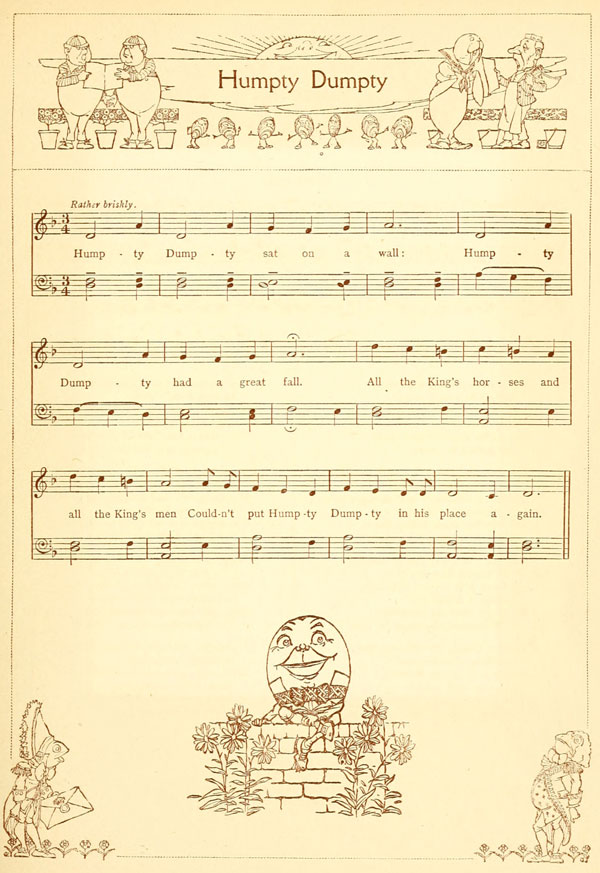 Humpty Dumpty
Rather briskly.
Hump - ty Dump - ty sat on a wall: Hump - ty
Dump - ty had a great fall. All the King's hor - ses and
all the King's men Could-n't put Hump-ty Dump-ty in his place a - gain.